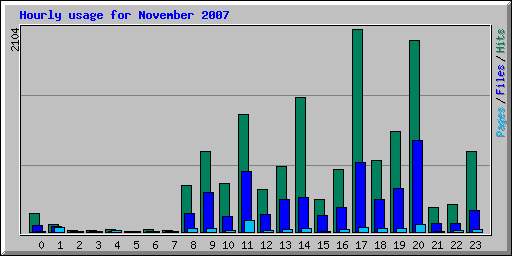 Hourly usage for November 2007
2104
Pages/Files/Hits
0 1 2 3 4 5 6 7 8 9 10 11 12 13 14 15 16 17 18 19 20 21 22 23